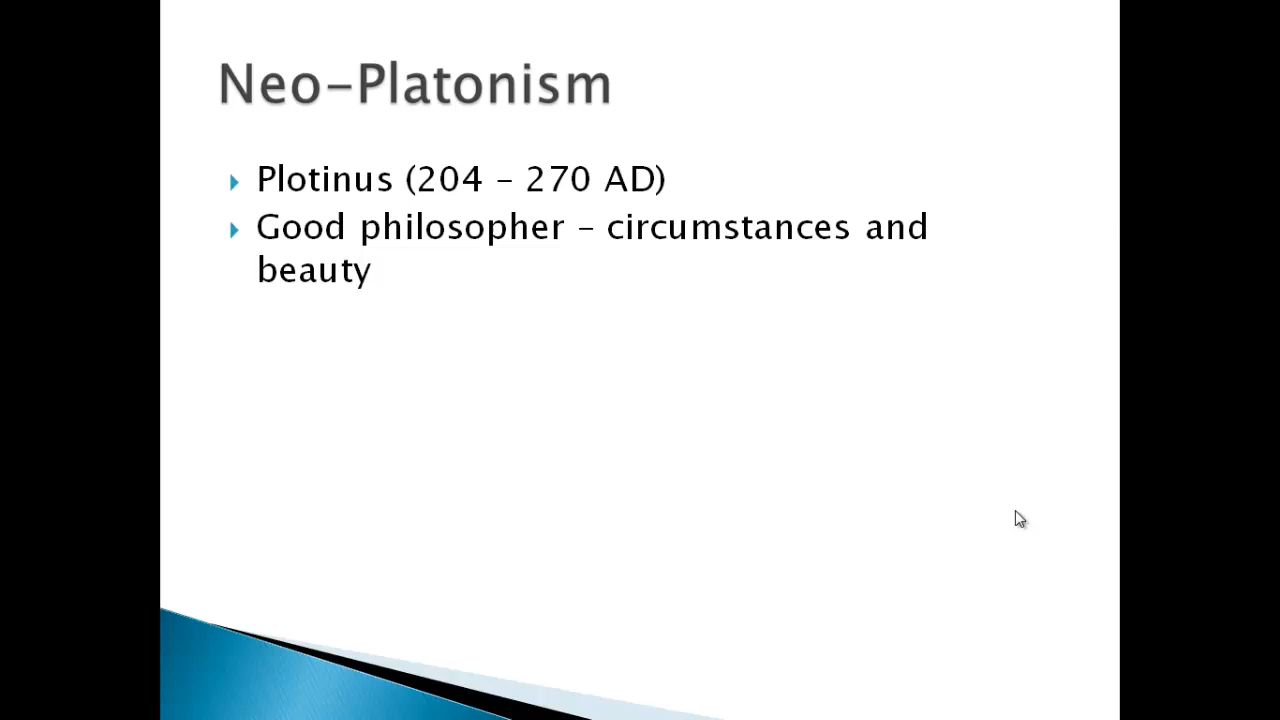 Neo-Platonism
Plotinus (204 – 270 AD)
Good philosopher – circumstances and
beauty